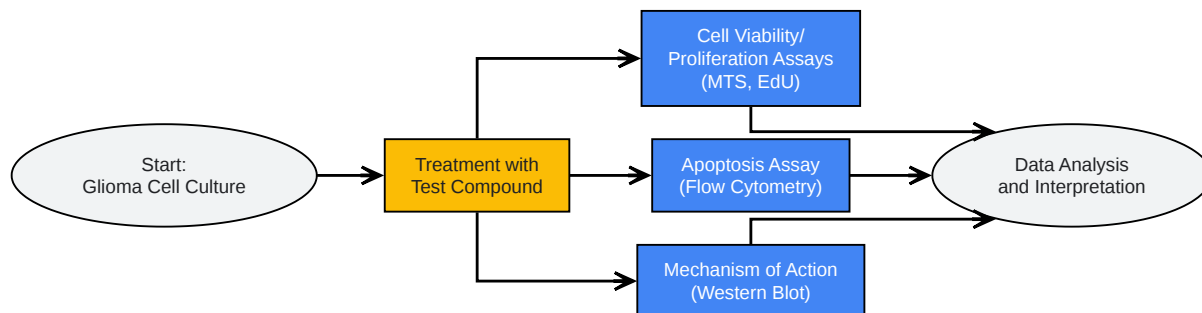 Start:
Glioma Cell Culture
Treatment with
Test Compound
Cell Viability/
Proliferation Assays
(MTS, EdU)
Apoptosis Assay
(Flow Cytometry)
Mechanism of Action
(Western Blot)
Data Analysis
and Interpretation